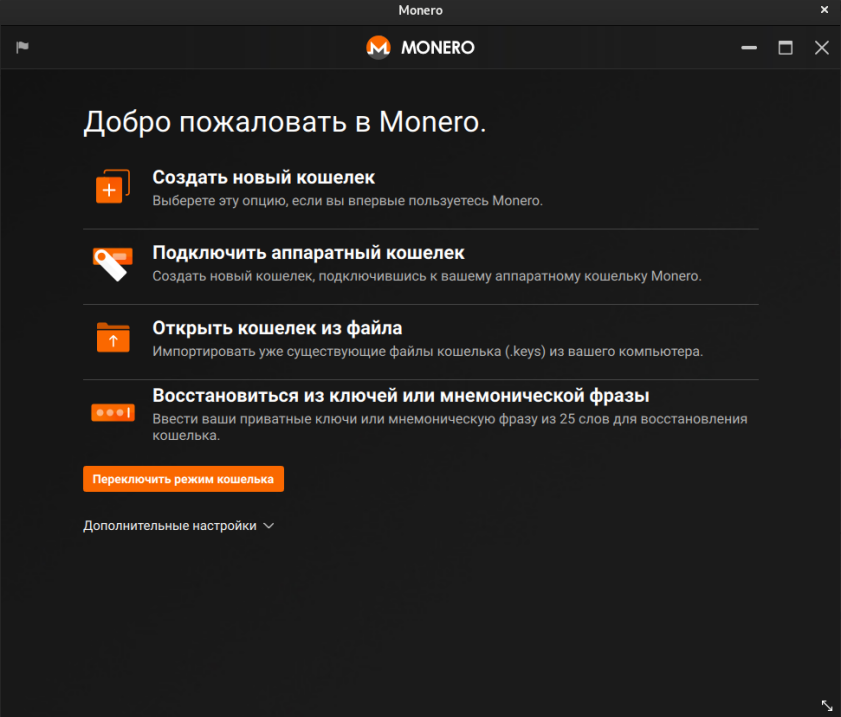 Monero
MONERO
Добро пожаловать в Monero.
Создать новый кошелек
Выберете эту опцию, если вы впервые пользуетесь Monero.
Подключить аппаратный кошелек
Создать новый кошелек, подключившись к вашему аппаратному кошельку Monero.
Открыть кошелек из файла
Импортировать уже существующие файлы кошелька (.keys) из вашего компьютера.
Восстановиться из ключей или мнемонической фразы
Ввести ваши приватные ключи или мнемоническую фразу из 25 слов для восстановления
кошелька.
Переключить режим кошелька
Дополнительные настройки